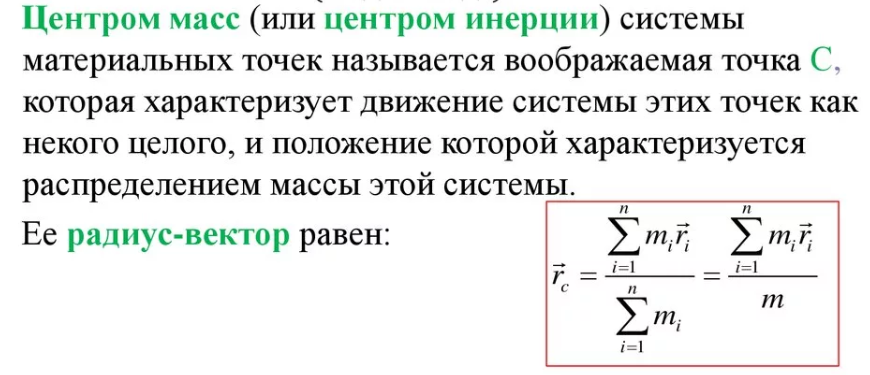 Центром масс (или центром инерции) системы
материальных точек называется воображаемая точка С,
которая характеризует движение системы этих точек как
некого целого, и положение которой характеризуется
распределением массы этой системы.
Ее радиус-вектор равен:
$\vec{r}_c = \frac{\sum_{i=1}^{n} m_i \vec{r}_i}{\sum_{i=1}^{n} m_i} = \frac{\sum_{i=1}^{n} m_i \vec{r}_i}{m}$